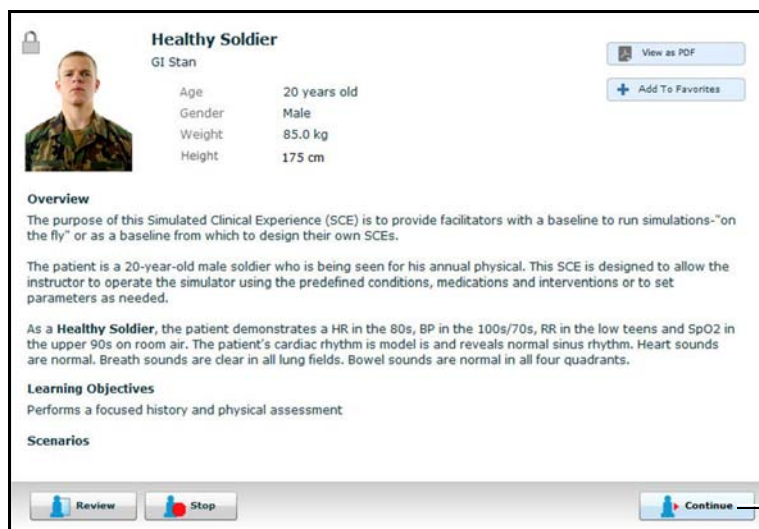 Healthy Soldier
GI Stan
Age 20 years old
Gender Male
Weight 85.0 kg
Height 175 cm
View as PDF
Add To Favorites
Overview
The purpose of this Simulated Clinical Experience (SCE) is to provide facilitators with a baseline to run simulations-"on
the fly" or as a baseline from which to design their own SCEs.
The patient is a 20-year-old male soldier who is being seen for his annual physical. This SCE is designed to allow the
instructor to operate the simulator using the predefined conditions, medications and interventions or to set
parameters as needed.
As a Healthy Soldier, the patient demonstrates a HR in the 80s, BP in the 100s/70s, RR in the low teens and SpO2 in
the upper 90s on room air. The patient's cardiac rhythm is model is and reveals normal sinus rhythm. Heart sounds
are normal. Breath sounds are clear in all lung fields. Bowel sounds are normal in all four quadrants.
Learning Objectives
Performs a focused history and physical assessment
Scenarios
Review
Stop
Continue